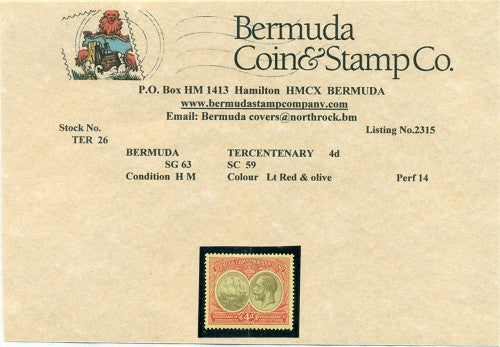 Bermuda
Coin&Stamp Co.
P.O. Box HM 1413 Hamilton HMCX BERMUDA
www.bermudastampcompany.com
Email: Bermuda covers@northrock.bm
Stock No. Listing No.2315
TER 26
BERMUDA TERCENTENARY 4d
SG 63 SC 59
Condition H M Colour Lt Red & olive Perf 14
4d